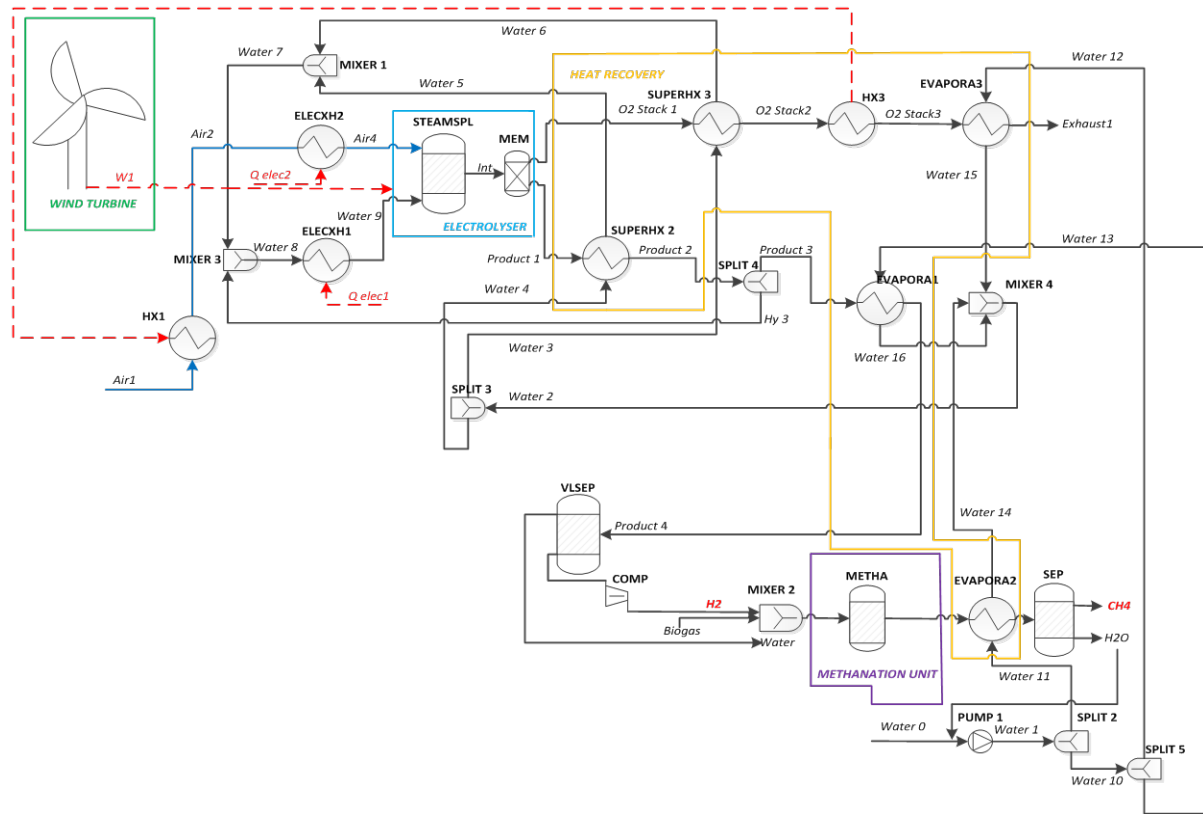 Water 6
Water 12
Water 7
MIXER 1
HEAT RECOVERY
EVAPORA3
Water 5
SUPERHX 3
HX3
ELECXH2
STEAMSPL
O2 Stack 1
O2 Stack2
O2 Stack3
Air2
Air4
MEM
Exhaust1
Int
W1
Q elec2
Water 15
WIND TURBINE
Water 9
ELECTROLYSER
ELECXH1
SUPERHX 2
Water 8
Product 2
Product 3
Water 13
MIXER 3
Product 1
SPLIT 4
EVAPORA1
MIXER 4
Q elec1
Water 4
HX1
Hy 3
Water 3
Water 16
Air1
SPLIT 3
Water 2
VLSEP
Water 14
Product 4
COMP
METHA
EVAPORA2
SEP
MIXER 2
H2
CH4
Biogas
Water
H2O
METHANATION UNIT
Water 11
Water 0
PUMP 1
SPLIT 2
Water 1
SPLIT 5
Water 10